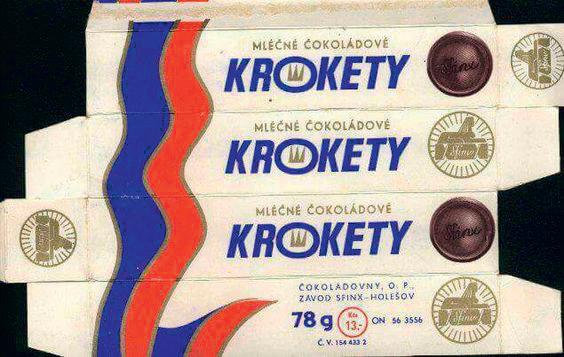 MLÉČNÉ ČOKOLÁDOVÉ
KROKETY
Sfinx
MLÉČNÉ ČOKOLÁDOVÉ
KROKETY
Sfinx
MLÉČNÉ ČOKOLÁDOVÉ
KROKETY
Sfinx
ČOKOLÁDOVNY, O. P.,
ZÁVOD SFINX–HOLEŠOV
78 g Kčs 13,- ON 56 3556
Č. V. 154 433 2
Sfinx